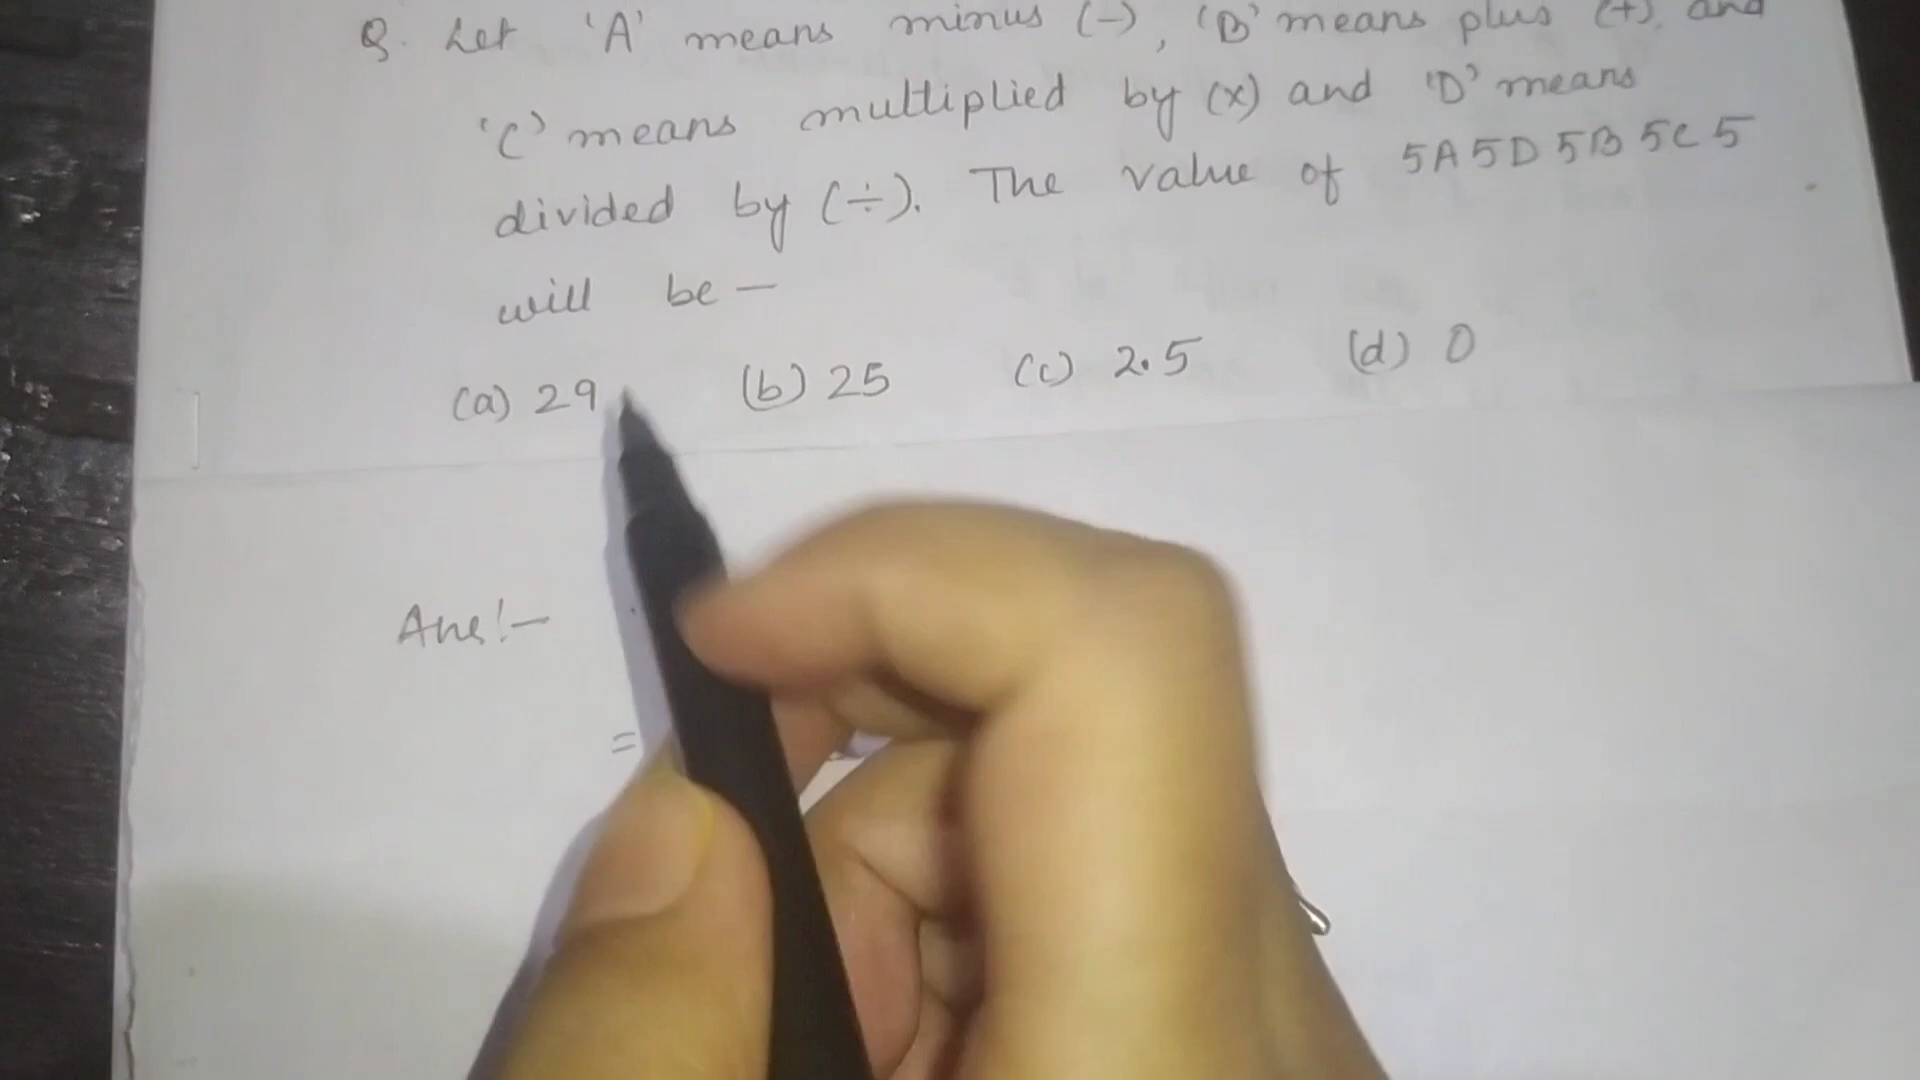 Q. Let 'A' means minus (-), 'B' means plus (+), and
'C' means multiplied by (x) and 'D' means
divided by (÷). The value of 5A5D5B5C5
will be -
(a) 29 (b) 25 (c) 2.5 (d) 0
Ans:-
=